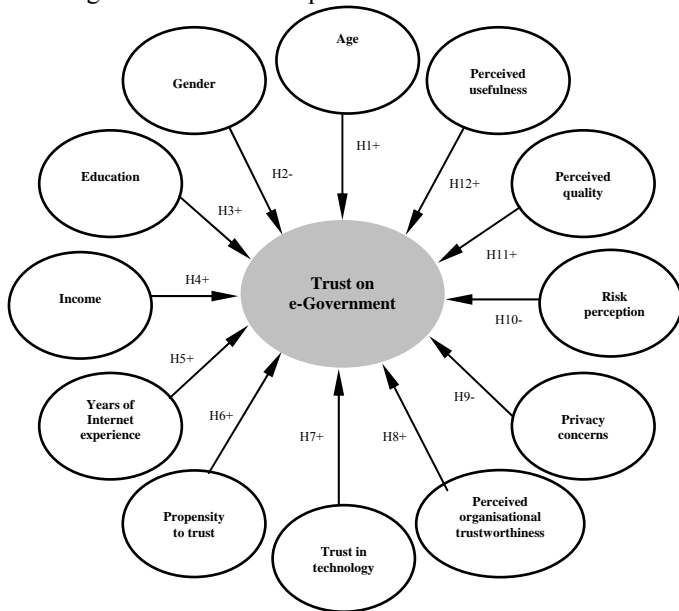 Age
Gender
Perceived
usefulness
H1+
H2-
H12+
Education
Perceived
quality
H3+
H11+
Trust on
e-Government
Income
H4+
Risk
perception
H10-
H5+
H9-
Years of
Internet
experience
H6+
H7+
H8+
Privacy
concerns
Propensity
to trust
Perceived
organisational
trustworthiness
Trust in
technology